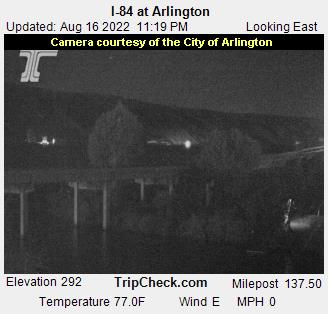 I-84 at Arlington
Updated: Aug 16 2022 11:19 PM Looking East
Camera courtesy of the City of Arlington
Elevation 292 TripCheck.com Milepost 137.50
Temperature 77.0F Wind E MPH 0